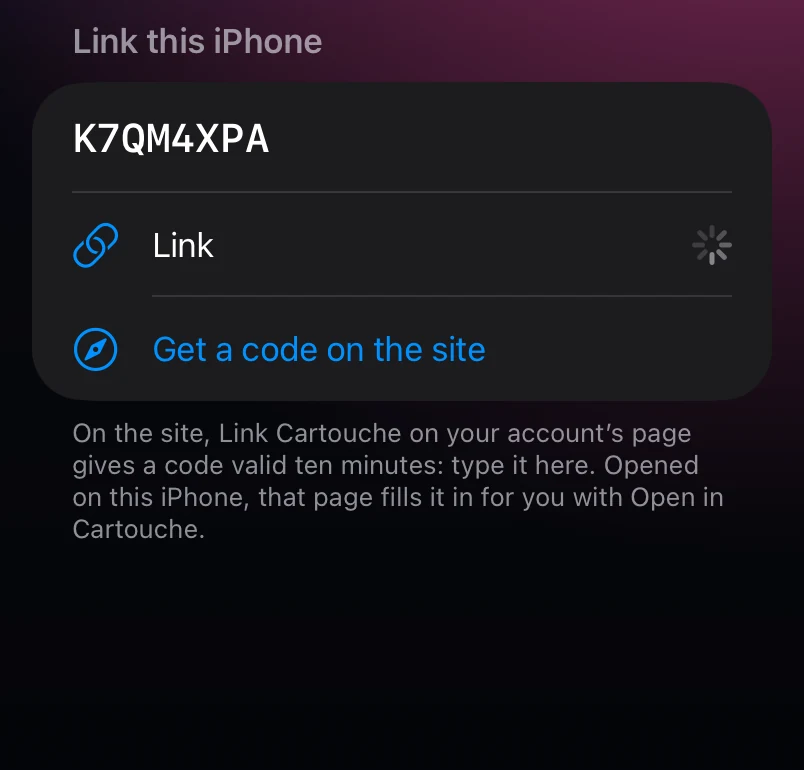 Link this iPhone
K7QM4XPA
Link
Get a code on the site
On the site, Link Cartouche on your account’s page
gives a code valid ten minutes: type it here. Opened
on this iPhone, that page fills it in for you with Open in
Cartouche.